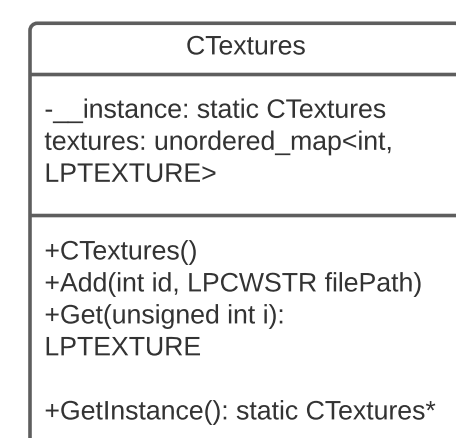 CTextures
-__instance: static CTextures
textures: unordered_map<int,
LPTEXTURE>
+CTextures()
+Add(int id, LPCWSTR filePath)
+Get(unsigned int i):
LPTEXTURE
+GetInstance(): static CTextures*